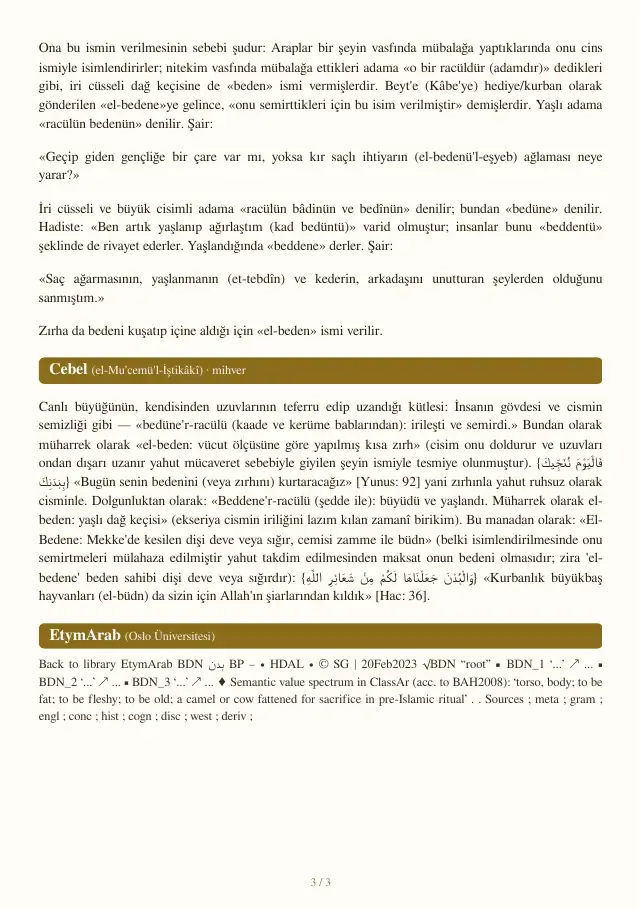 Ona bu ismin verilmesinin sebebi şudur: Araplar bir şeyin vasfında mübalağa yaptıklarında onu cins
ismiyle isimlendirirler; nitekim vasfında mübalağa ettikleri adama «o bir racüldür (adamdır)» dedikleri
gibi, iri cüsseli dağ keçisine de «beden» ismi vermişlerdir. Beyt'e (Kâbe'ye) hediye/kurban olarak
gönderilen «el-bedene»ye gelince, «onu semirttikleri için bu isim verilmiştir» demişlerdir. Yaşlı adama
«racülün bedenün» denilir. Şair:
«Geçip giden gençliğe bir çare var mı, yoksa kır saçlı ihtiyarın (el-bedenü'l-eşyeb) ağlaması neye
yarar?»
İri cüsseli ve büyük cisimli adama «racülün bâdinün ve bedînün» denilir; bundan «bedüne» denilir.
Hadiste: «Ben artık yaşlanıp ağırlaştım (kad bedüntü)» varid olmuştur; insanlar bunu «beddentü»
şeklinde de rivayet ederler. Yaşlandığında «beddene» derler. Şair:
«Saç ağarmasının, yaşlanmanın (et-tebdîn) ve kederin, arkadaşını unutturan şeylerden olduğunu
sanmıştım.»
Zırha da bedeni kuşatıp içine aldığı için «el-beden» ismi verilir.
Cebel (el-Mu'cemü'l-İştikâkî) · mihver
Canlı büyüğünün, kendisinden uzuvlarının teferru edip uzandığı kütlesi: İnsanın gövdesi ve cismin
semizliği gibi — «bedüne'r-racülü (kaade ve kerüme bablarından): irileşti ve semirdi.» Bundan olarak
müharrek olarak «el-beden: vücut ölçüsüne göre yapılmış kısa zırh» (cisim onu doldurur ve uzuvları
ondan dışarı uzanır yahut mücaveret sebebiyle giyilen şeyin ismiyle tesmiye olunmuştur). {فَالْيَوْمَ نُنَجِّيكَ
بِبَدَنِكَ} «Bugün senin bedenini (veya zırhını) kurtaracağız» [Yunus: 92] yani zırhınla yahut ruhsuz olarak
cisminle. Dolgunluktan olarak: «Beddene'r-racülü (şedde ile): büyüdü ve yaşlandı. Müharrek olarak el-
beden: yaşlı dağ keçisi» (ekseriya cismin iriliğini lazım kılan zamanî birikim). Bu manadan olarak: «El-
Bedene: Mekke'de kesilen dişi deve veya sığır, cemisi zamme ile büdn» (belki isimlendirilmesinde onu
semirtmeleri mülahaza edilmiştir yahut takdim edilmesinden maksat onun bedeni olmasıdır; zira 'el-
bedene' beden sahibi dişi deve veya sığırdır): {وَالْبُدْنَ جَعَلْنَاهَا لَكُمْ مِنْ شَعَائِرِ اللَّهِ} «Kurbanlık büyükbaş
hayvanları (el-büdn) da sizin için Allah'ın şiarlarından kıldık» [Hac: 36].
EtymArab (Oslo Üniversitesi)
Back to library EtymArab BDN بدن BP – • HDAL • © SG | 20Feb2023 √BDN “root” ▪ BDN_1 ‘...’ ↗ ... ▪
BDN_2 ‘...’ ↗ ... ▪ BDN_3 ‘...’ ↗ ... ♦ Semantic value spectrum in ClassAr (acc. to BAH2008): ‘torso, body; to be
fat; to be fleshy; to be old; a camel or cow fattened for sacrifice in pre-Islamic ritual’ . . Sources ; meta ; gram ;
engl ; conc ; hist ; cogn ; disc ; west ; deriv ;
3 / 3